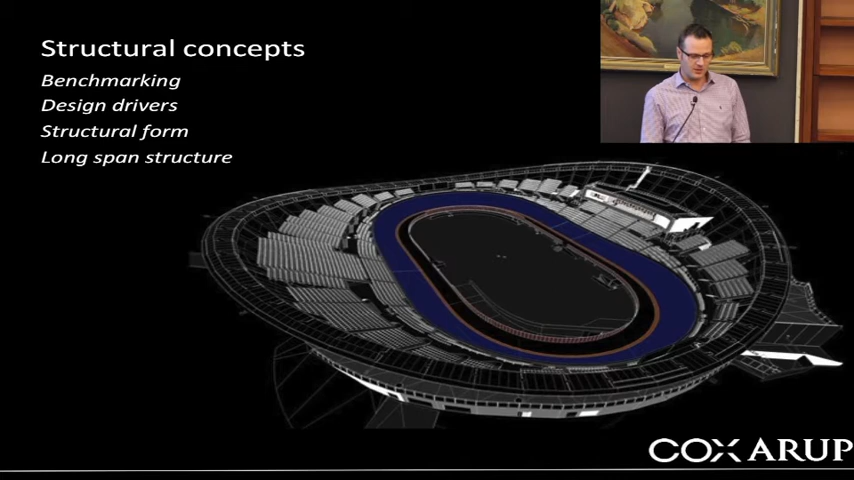 Structural concepts
Benchmarking
Design drivers
Structural form
Long span structure
COX ARUP